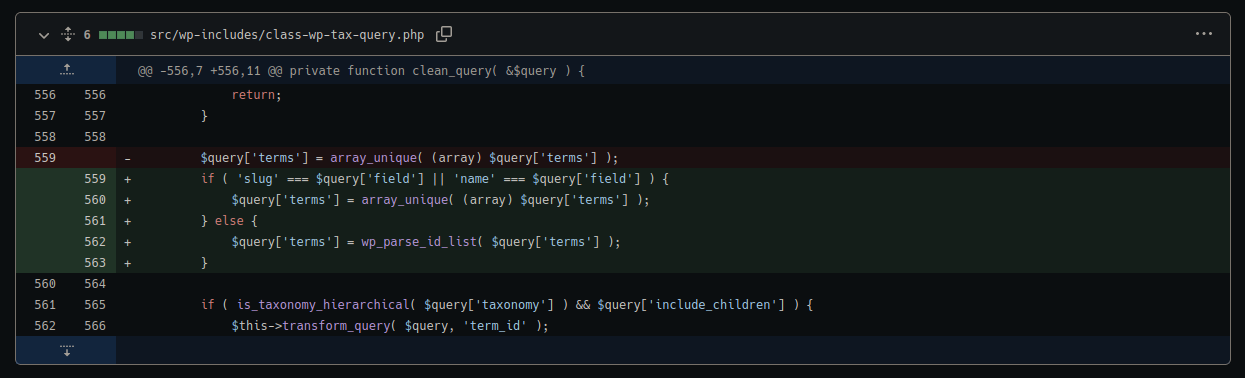 6 src/wp-includes/class-wp-tax-query.php
@@ -556,7 +556,11 @@ private function clean_query( &$query ) {
556 556 return;
557 557 }
558 558
559 - $query['terms'] = array_unique( (array) $query['terms'] );
559 + if ( 'slug' === $query['field'] || 'name' === $query['field'] ) {
560 + $query['terms'] = array_unique( (array) $query['terms'] );
561 + } else {
562 + $query['terms'] = wp_parse_id_list( $query['terms'] );
563 + }
560 564
561 565 if ( is_taxonomy_hierarchical( $query['taxonomy'] ) && $query['include_children'] ) {
562 566 $this->transform_query( $query, 'term_id' );